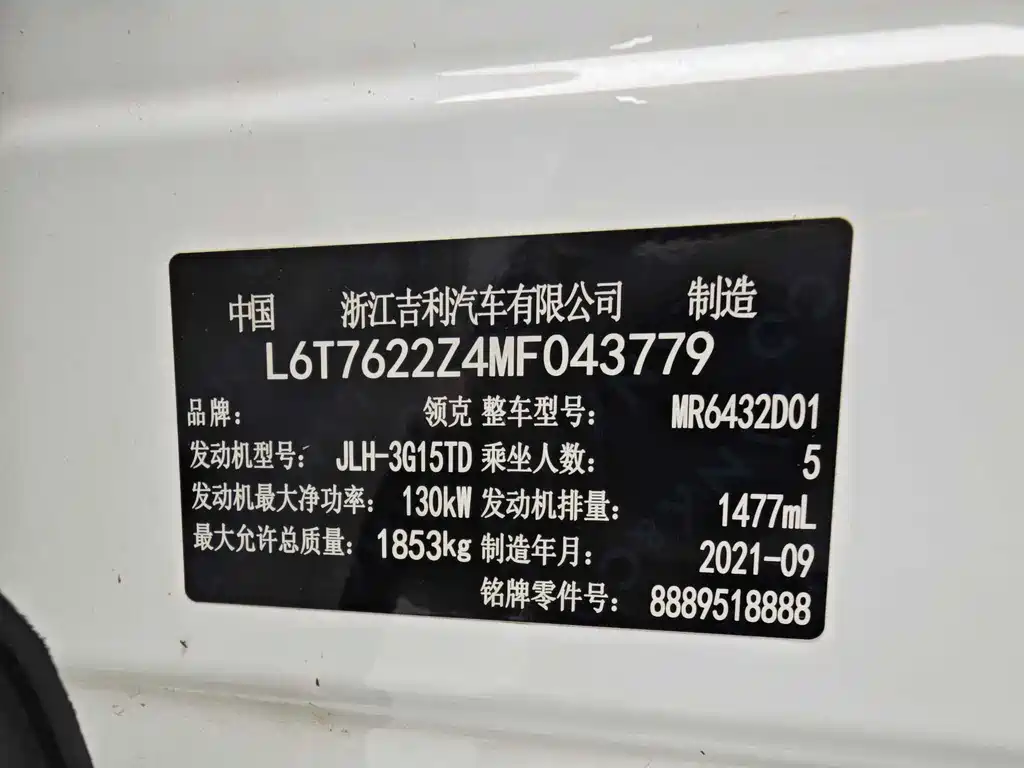 中国 浙江吉利汽车有限公司 制造
L6T7622Z4MF043779
品牌： 领克 整车型号： MR6432D01
发动机型号： JLH-3G15TD 乘坐人数： 5
发动机最大净功率： 130kW 发动机排量： 1477mL
最大允许总质量： 1853kg 制造年月： 2021-09
铭牌零件号： 8889518888